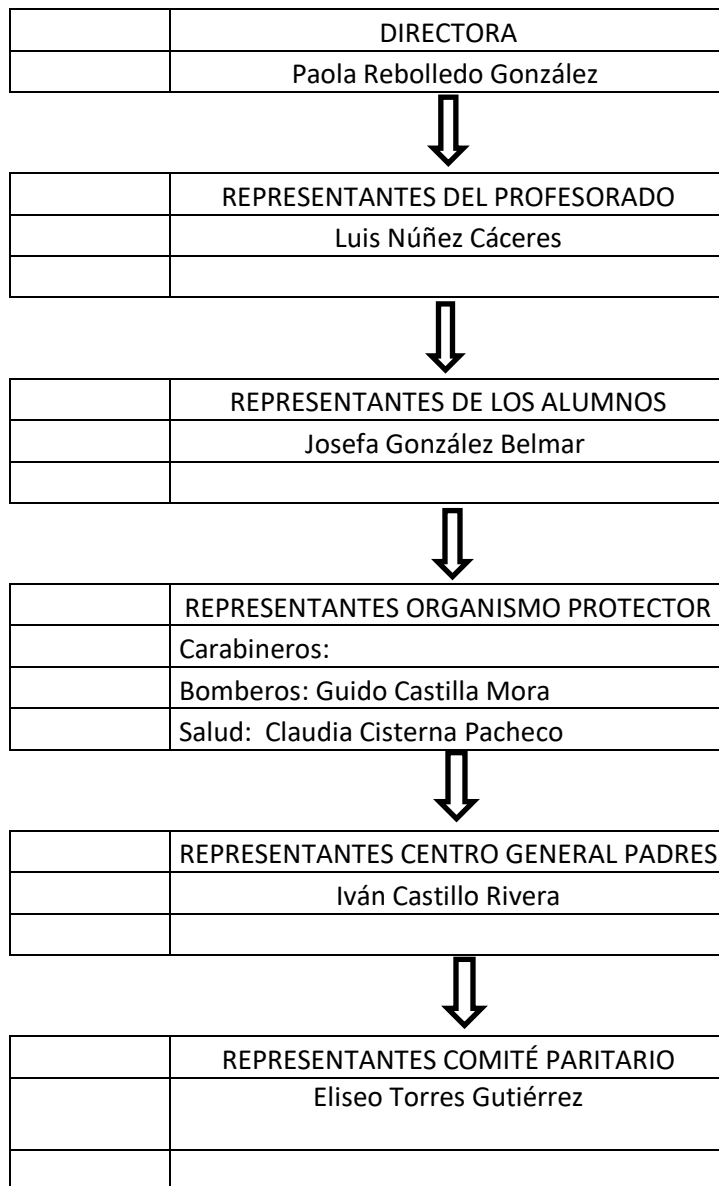 DIRECTORA
Paola Rebolledo González
REPRESENTANTES DEL PROFESORADO
Luis Núñez Cáceres
REPRESENTANTES DE LOS ALUMNOS
Josefa González Belmar
REPRESENTANTES ORGANISMO PROTECTOR
Carabineros:
Bomberos: Guido Castilla Mora
Salud: Claudia Cisterna Pacheco
REPRESENTANTES CENTRO GENERAL PADRES
Iván Castillo Rivera
REPRESENTANTES COMITÉ PARITARIO
Eliseo Torres Gutiérrez